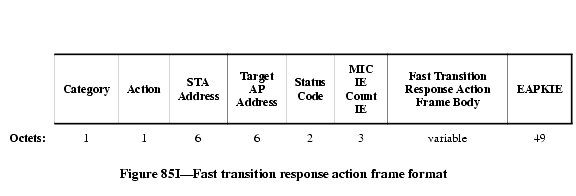 Category
Action
STA
Address
Target
AP
Address
Status
Code
MIC
IE
Count
IE
Fast Transition
Response Action
Frame Body
EAPKIE
Octets: 1 1 6 6 2 3 variable 49
Figure 85I—Fast transition response action frame format